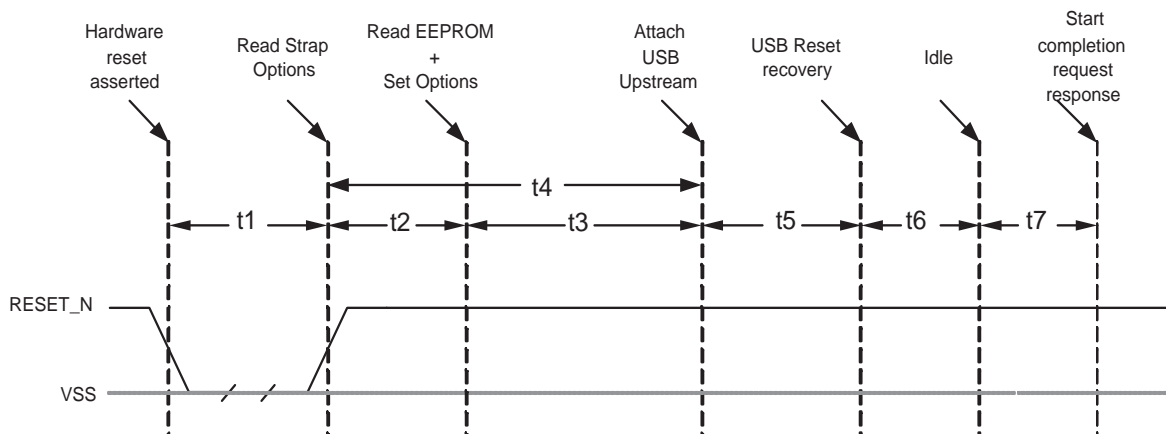 Hardware
reset
asserted
Read Strap
Options
Read EEPROM
+
Set Options
Attach
USB
Upstream
USB Reset
recovery
Idle
Start
completion
request
response
t4
t1
t2
t3
t5
t6
t7
RESET_N
VSS